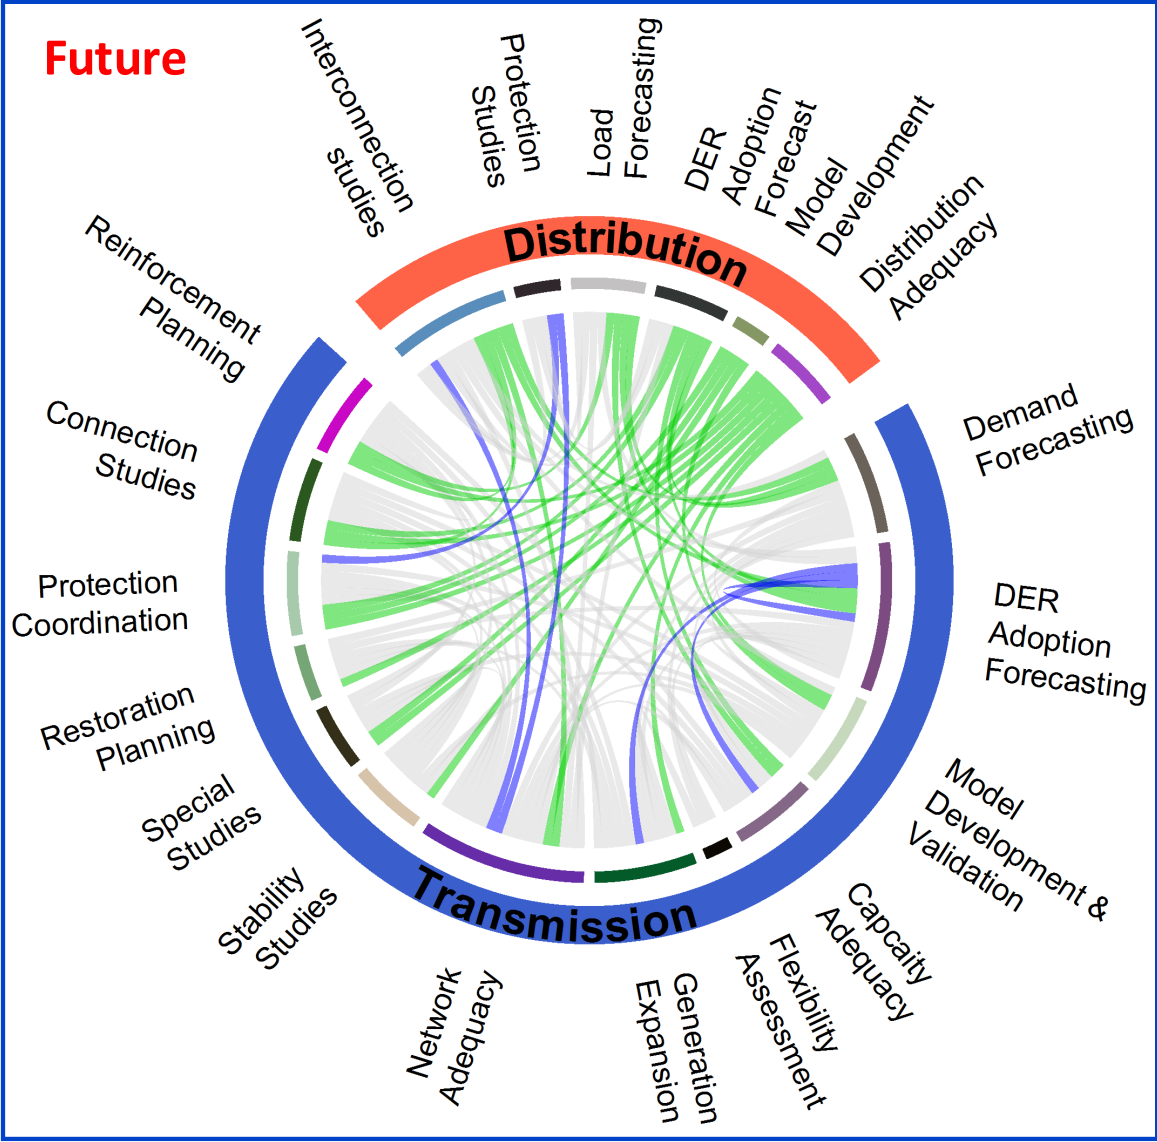 Future
Interconnection
studies
Protection
Studies
Load
Forecasting
DER
Adoption
Forecast
Model
Development
Distribution
Adequacy
Distribution
Reinforcement
Planning
Connection
Studies
Protection
Coordination
Restoration
Planning
Special
Studies
Stability
Studies
Network
Adequacy
Transmission
Generation
Expansion
Flexibility
Assessment
Capcaity
Adequacy
Model
Development &
Validation
DER
Adoption
Forecasting
Demand
Forecasting